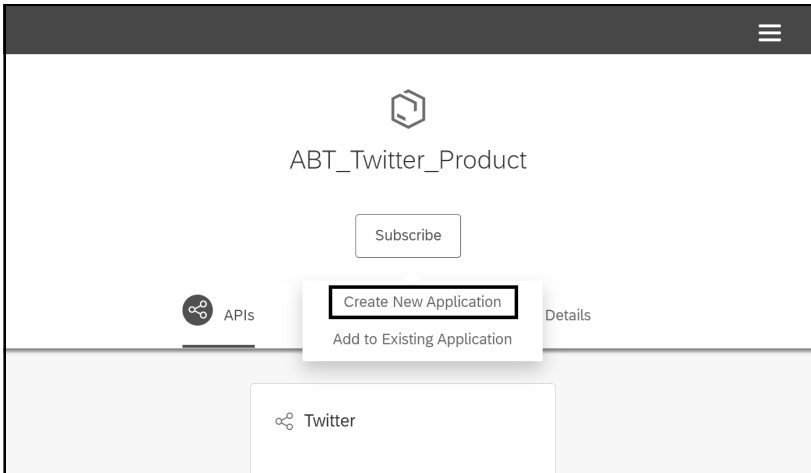 ABT_Twitter_Product
Subscribe
Create New Application
Add to Existing Application
APIs
Details
Twitter